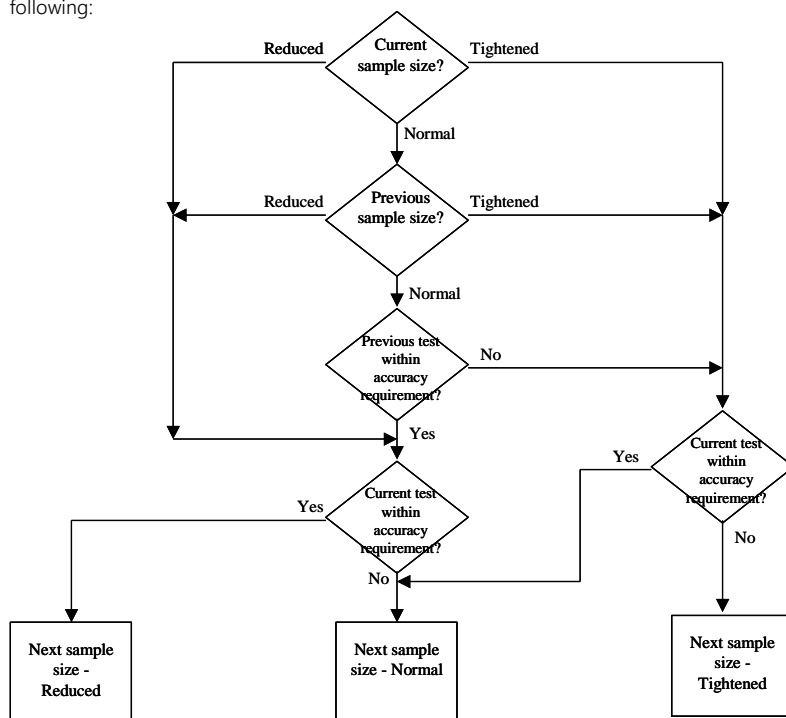 following:
Reduced
Current
sample size?
Tightened
Normal
Reduced
Previous
sample size?
Tightened
Normal
Previous test
within
accuracy
requirement?
No
Yes
Current test
within
accuracy
requirement?
Yes
No
Current test
within
accuracy
requirement?
Yes
No
Next sample
size -
Reduced
Next sample
size - Normal
Next sample
size -
Tightened